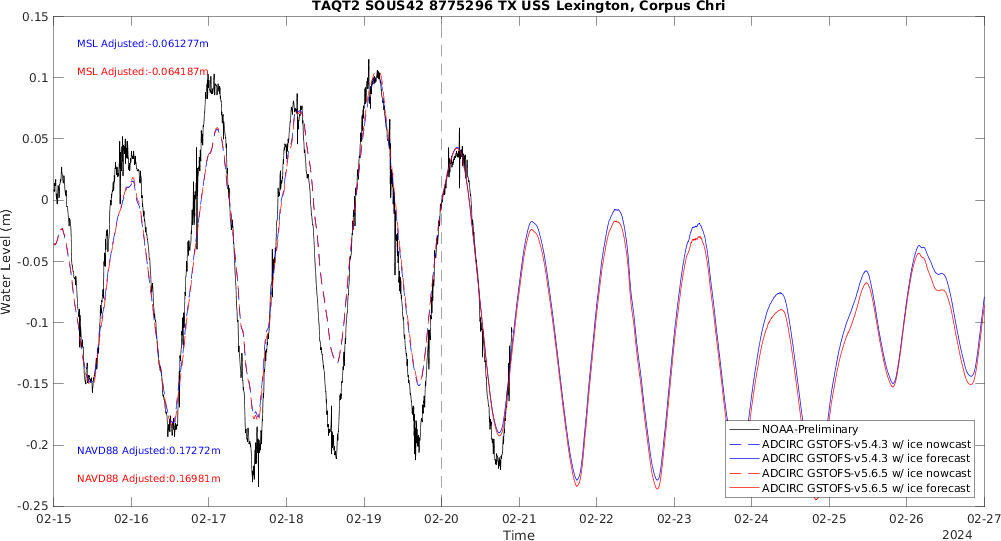 TAQT2 SOUS42 8775296 TX USS Lexington, Corpus Chri
0.15
0.1
0.05
0
-0.05
-0.1
-0.15
-0.2
-0.25
Water Level (m)
MSL Adjusted:-0.061277m
MSL Adjusted:-0.064187m
NAVD88 Adjusted:0.17272m
NAVD88 Adjusted:0.16981m
NOAA-Preliminary
ADCIRC GSTOFS-v5.4.3 w/ ice nowcast
ADCIRC GSTOFS-v5.4.3 w/ ice forecast
ADCIRC GSTOFS-v5.6.5 w/ ice nowcast
ADCIRC GSTOFS-v5.6.5 w/ ice forecast
02-15 02-16 02-17 02-18 02-19 02-20 02-21 02-22 02-23 02-24 02-25 02-26 02-27
Time
2024